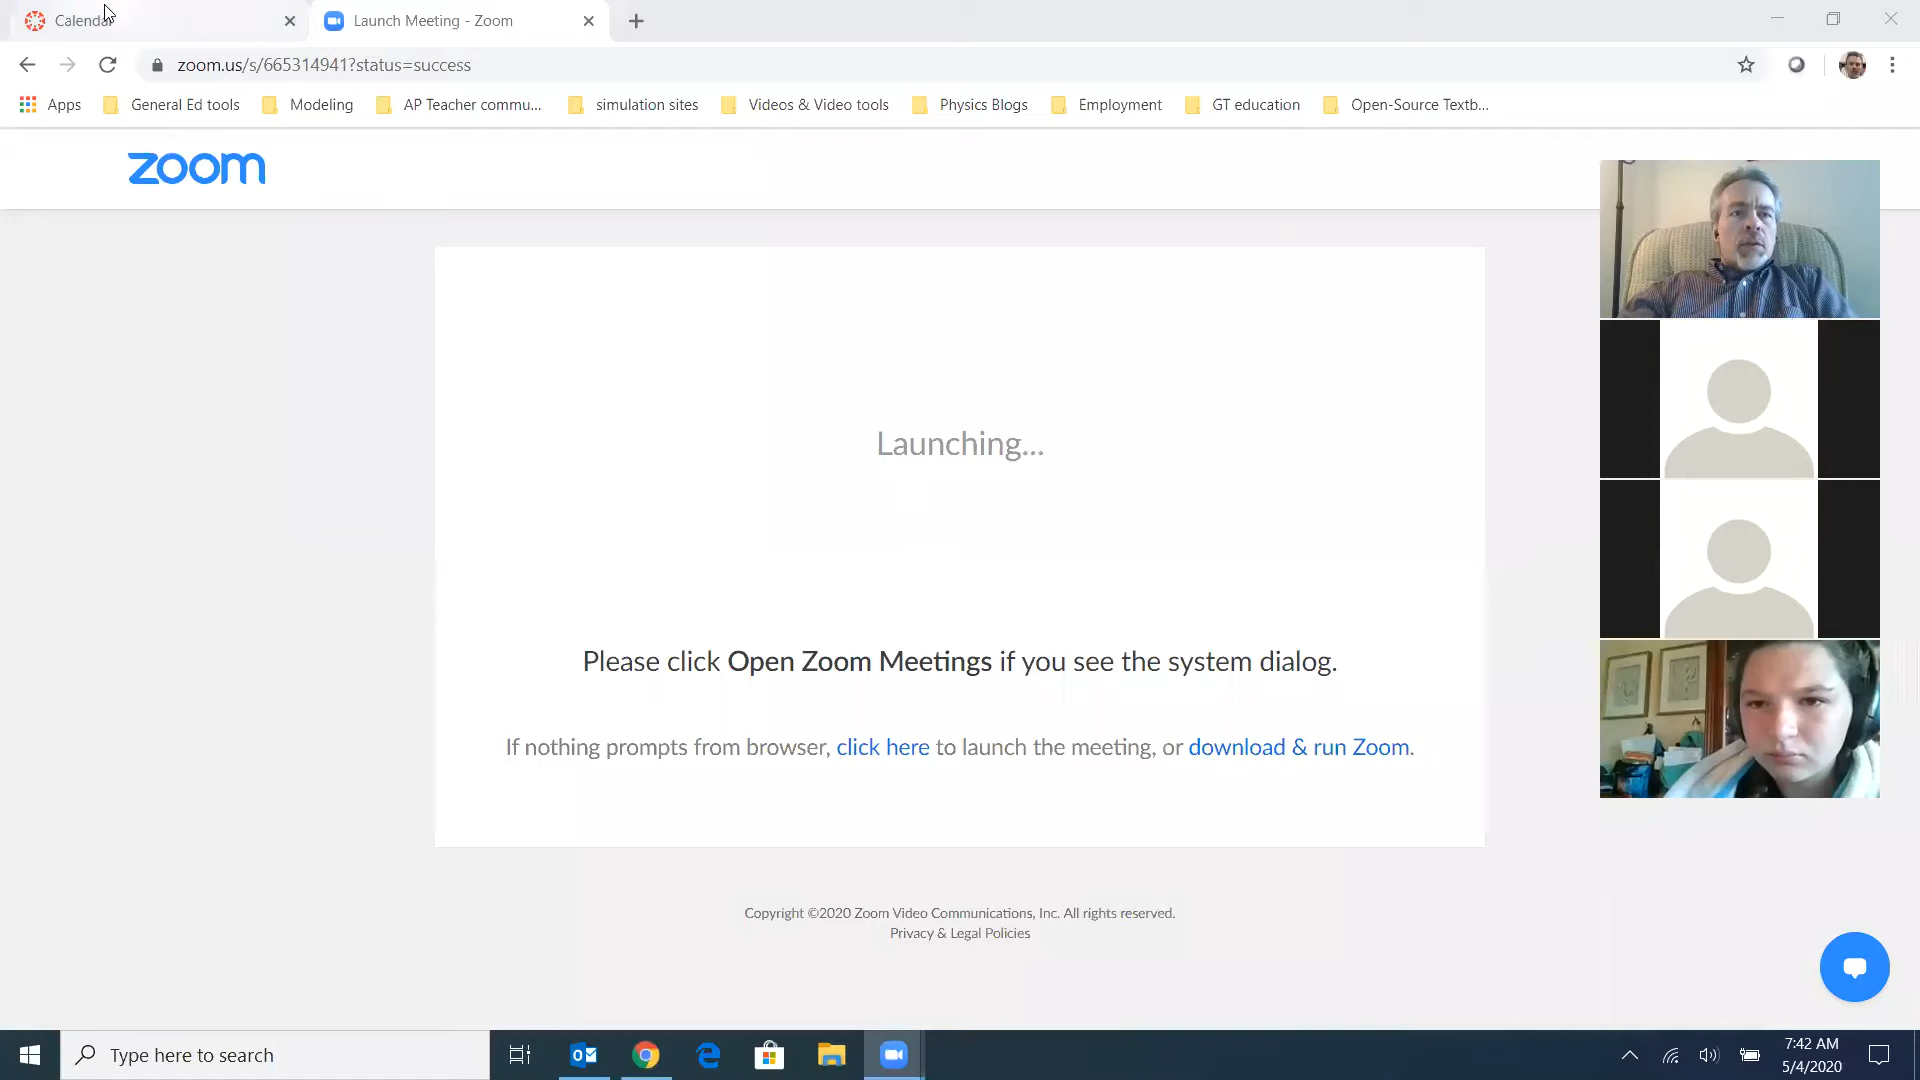 Calendar
Launch Meeting - Zoom
zoom.us/s/665314941?status=success
Apps
General Ed tools
Modeling
AP Teacher commu...
simulation sites
Videos & Video tools
Physics Blogs
Employment
GT education
Open-Source Textb...
zoom
Launching...
Please click Open Zoom Meetings if you see the system dialog.
If nothing prompts from browser, click here to launch the meeting, or download & run Zoom.
Copyright ©2020 Zoom Video Communications, Inc. All rights reserved.
Privacy & Legal Policies
Type here to search
7:42 AM
5/4/2020